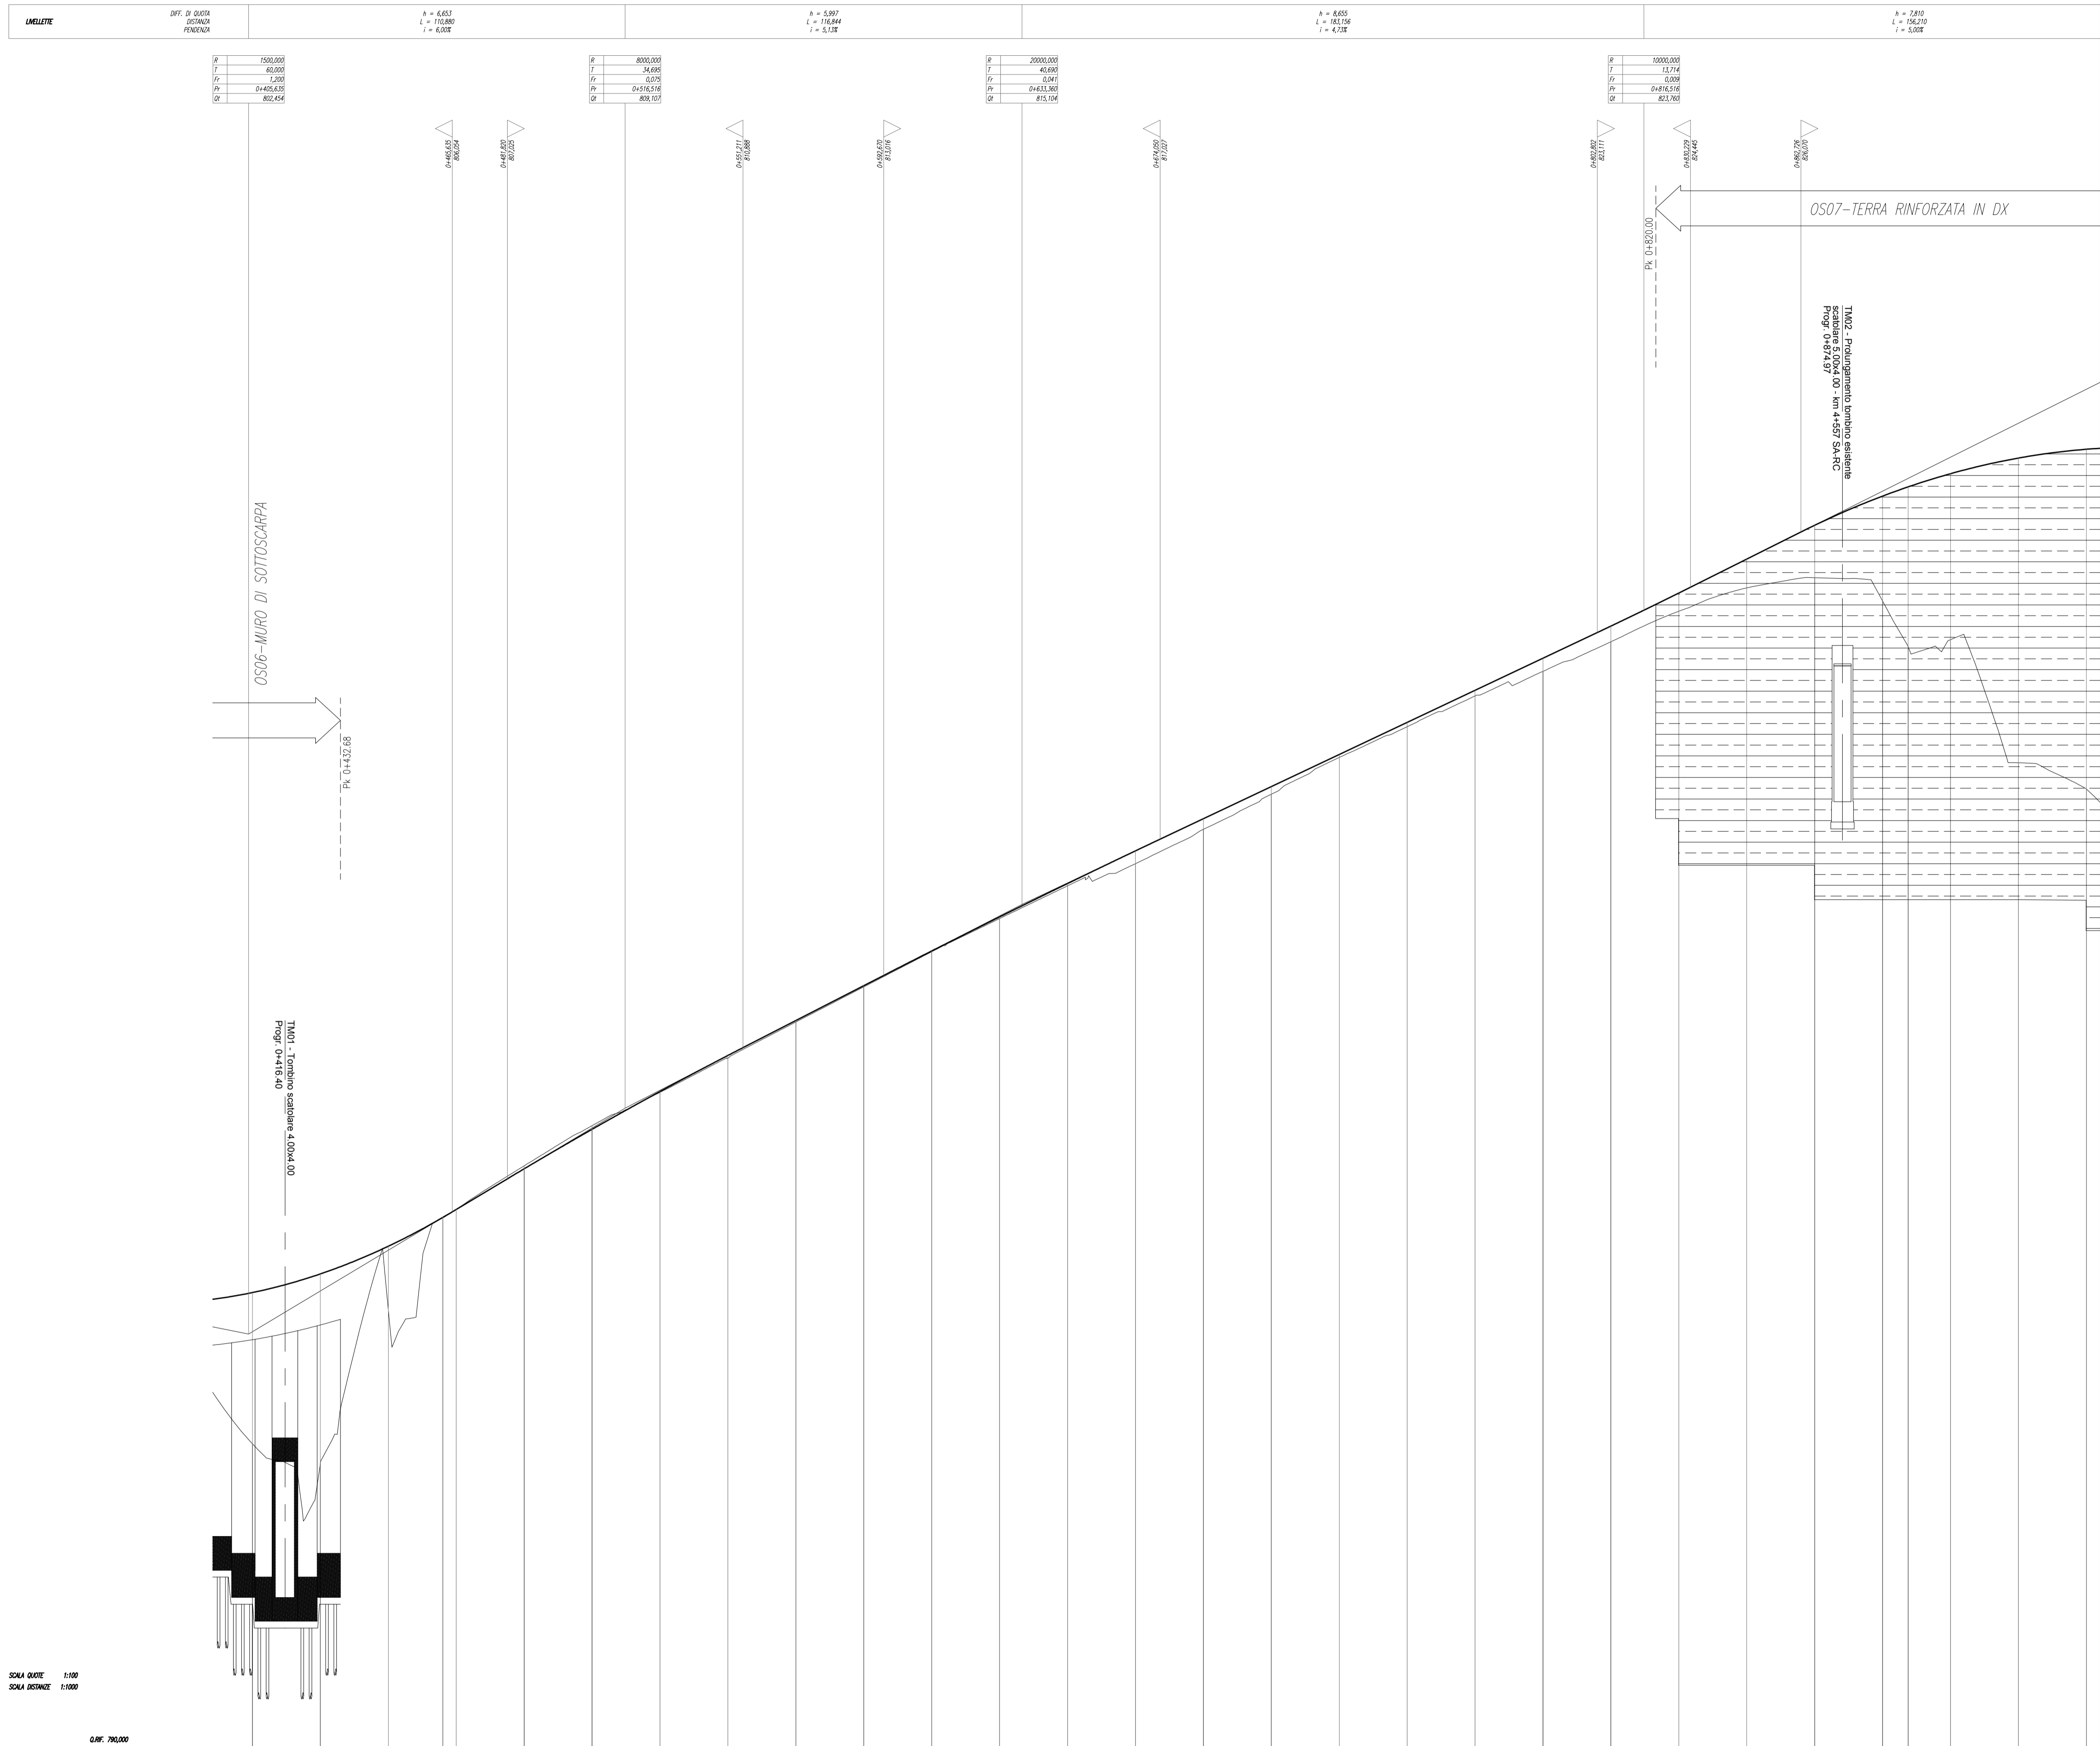 LIVELLETTE
DIFF. DI QUOTA
DISTANZA
PENDENZA
h = 6,653
L = 110,880
i = 6,00%
h = 5,997
L = 116,844
i = 5,13%
h = 8,655
L = 183,156
i = 4,73%
h = 7,810
L = 156,210
i = 5,00%
R 1500,000
T 60,000
Fr 1,200
Pr 0+405,635
Qt 802,454
R 8000,000
T 34,695
Fr 0,075
Pr 0+516,516
Qt 809,107
R 20000,000
T 40,690
Fr 0,041
Pr 0+633,360
Qt 815,104
R 10000,000
T 13,714
Fr 0,009
Pr 0+816,516
Qt 823,760
0+465,635
806,054
0+481,820
807,025
0+551,211
810,888
0+592,670
813,016
0+674,050
817,027
0+802,802
823,111
0+830,229
824,445
0+862,726
826,070
OS07-TERRA RINFORZATA IN DX
Pk 0+820.00
TM02 - Prolungamento tombino esistente
scatolare 5.00x4.00 - km 4+557 SA-RC
Progr. 0+874.97
OS06-MURO DI SOTTOSCARPA
Pk 0+432.68
TM01 - Tombino scatolare 4.00x4.00
Progr. 0+416.40
SCALA QUOTE 1:100
SCALA DISTANZE 1:1000
Q.RIF. 790,000